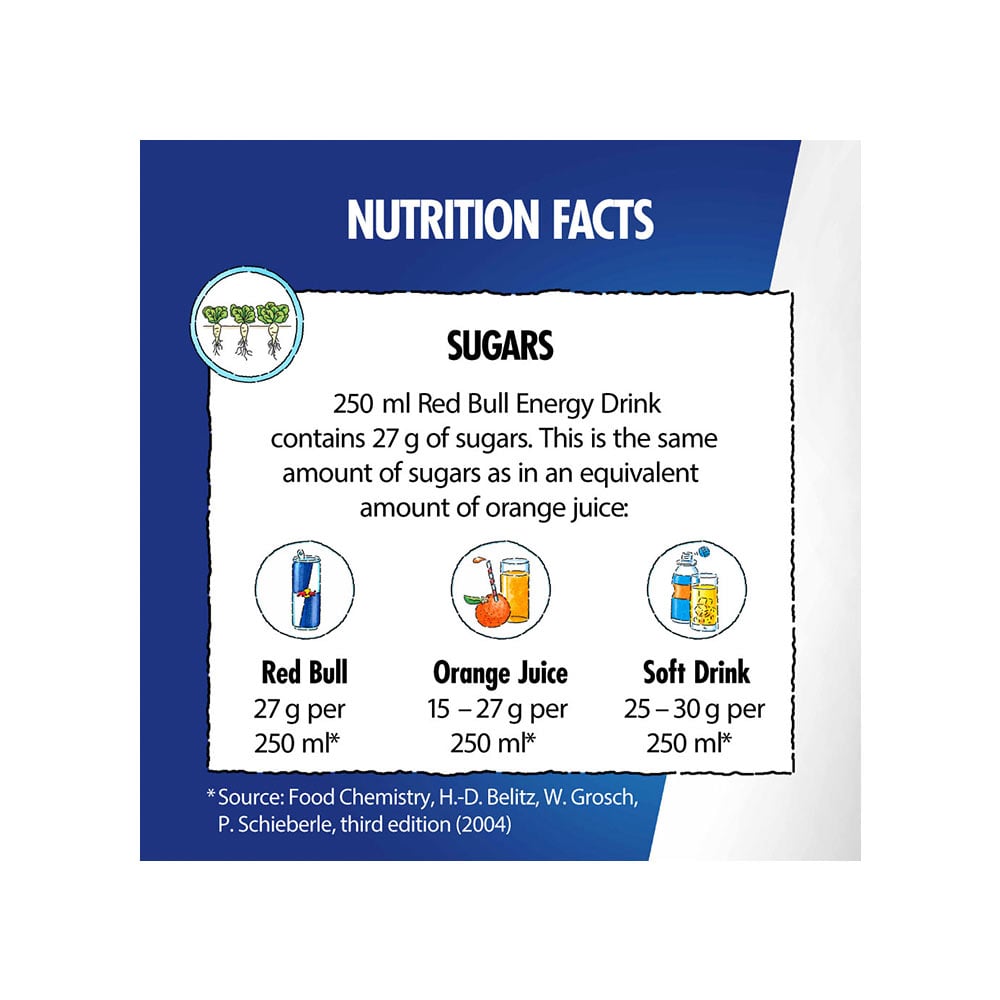 NUTRITION FACTS
SUGARS
250 ml Red Bull Energy Drink
contains 27 g of sugars. This is the same
amount of sugars as in an equivalent
amount of orange juice:
Red Bull
27 g per
250 ml*
Orange Juice
15 – 27 g per
250 ml*
Soft Drink
25 – 30 g per
250 ml*
* Source: Food Chemistry, H.-D. Belitz, W. Grosch,
P. Schieberle, third edition (2004)